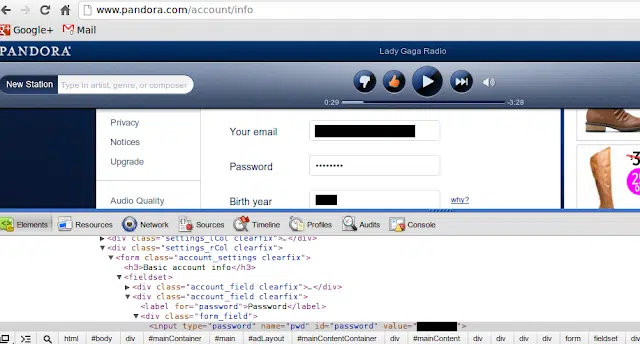 www.pandora.com/account/info
Google+ Mail
PANDORA Lady Gaga Radio
New Station Type in artist, genre, or composer
0:29 -3:28
Privacy
Notices
Upgrade
Audio Quality
Your email
Password ••••••••
Birth year why?
Elements Resources Network Sources Timeline Profiles Audits Console
▶<div class="settings_lCol clearfix">…</div>
▼<div class="settings_rCol clearfix">
▼<form class="account_settings clearfix">
<h3>Basic account info</h3>
▼<fieldset>
▶<div class="account_field clearfix">…</div>
▼<div class="account_field clearfix">
<label for="password">Password</label>
▼<div class="form_field">
<input type="password" name="pwd" id="password" value=" ">
html #body div #mainContainer #main #adLayout #mainContentContainer div #mainContent div div div form fieldset div